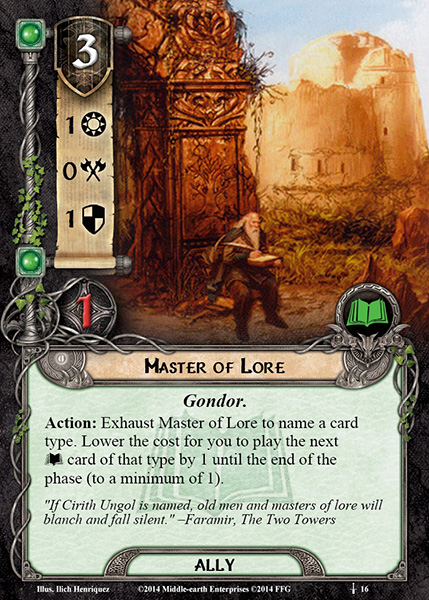 3
1
0
1
1
Master of Lore
Gondor.
Action: Exhaust Master of Lore to name a card
type. Lower the cost for you to play the next
card of that type by 1 until the end of the
phase (to a minimum of 1).
"If Cirith Ungol is named, old men and masters of lore will
blanch and fall silent." –Faramir, The Two Towers
ALLY
Illus. Ilich Henriquez ©2014 Middle-earth Enterprises ©2014 FFG 16